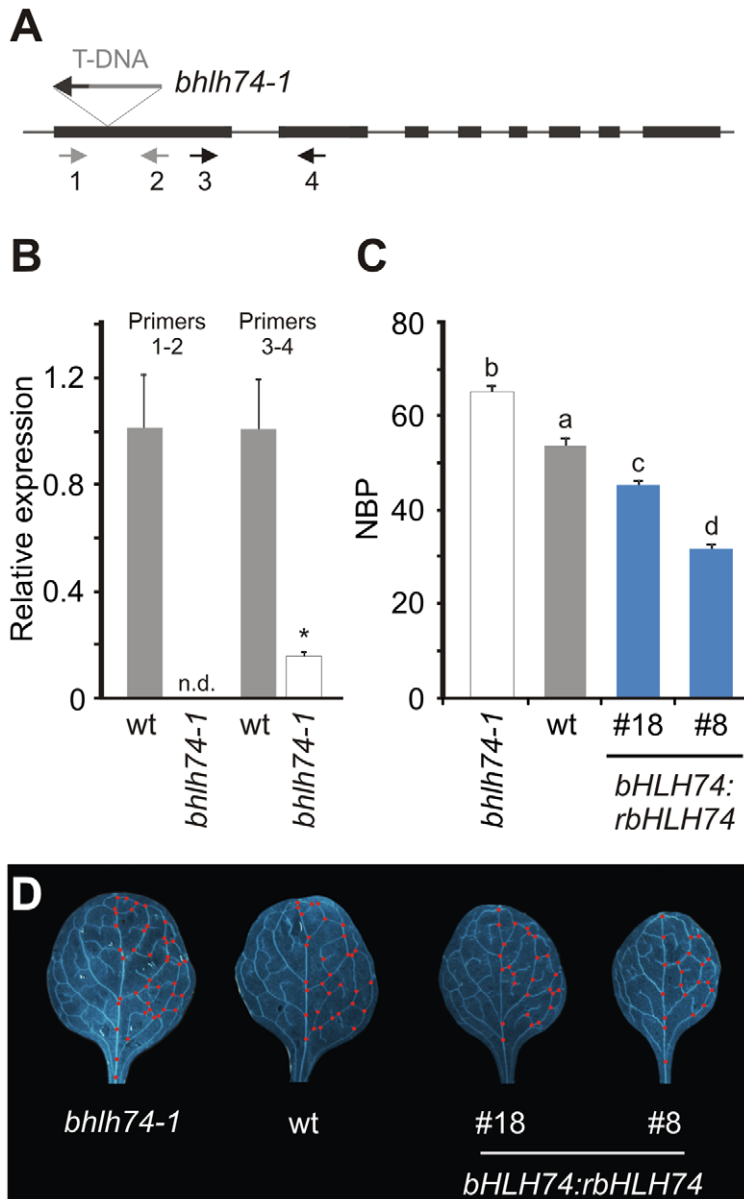 A
T-DNA
bhlh74-1
1 2 3 4
B
Relative expression
1.2
0.8
0.4
0
Primers
1-2
Primers
3-4
n.d.
*
wt
bhlh74-1
wt
bhlh74-1
C
NBP
80
60
40
20
0
b
a
c
d
bhlh74-1
wt
#18
#8
bHLH74:
rbHLH74
D
bhlh74-1
wt
#18
#8
bHLH74:rbHLH74